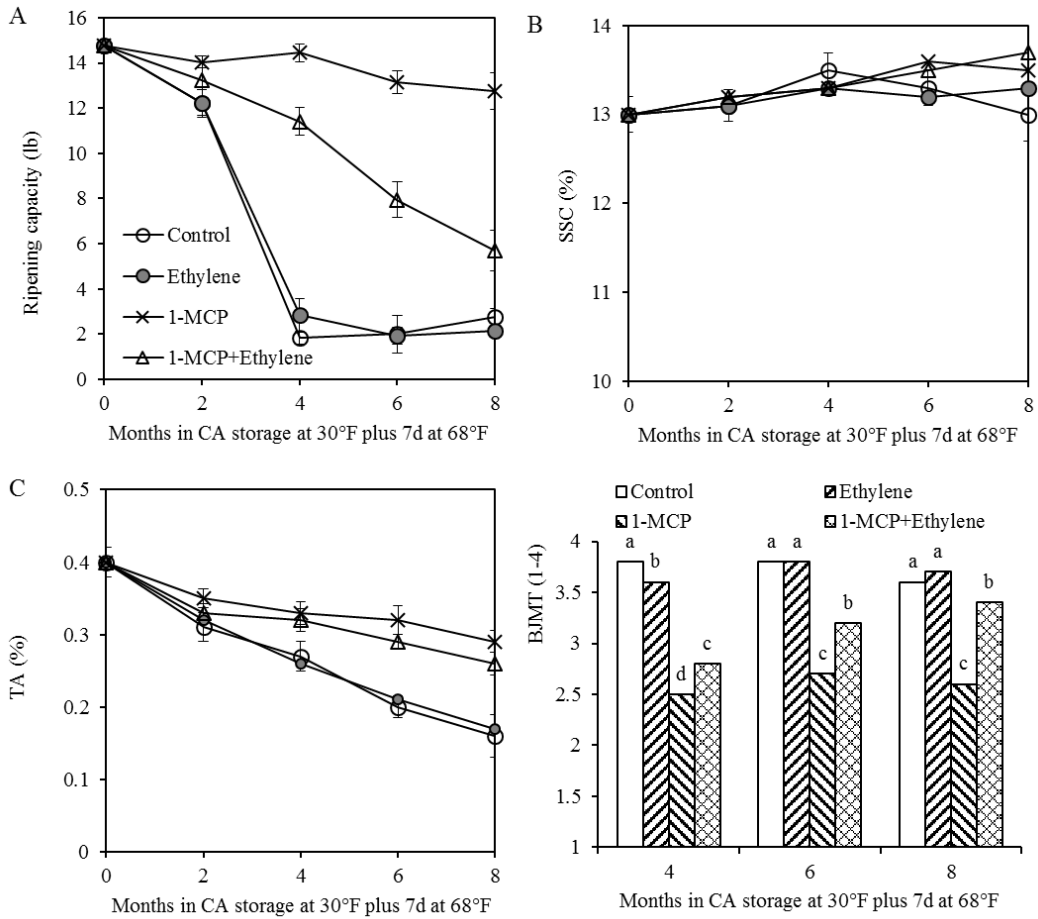 A
Ripening capacity (lb)
16
14
12
10
8
6
4
2
0
Control
Ethylene
1-MCP
1-MCP+Ethylene
0 2 4 6 8
Months in CA storage at 30°F plus 7d at 68°F
B
SSC (%)
14
13
12
11
10
0 2 4 6 8
Months in CA storage at 30°F plus 7d at 68°F
C
TA (%)
0.5
0.4
0.3
0.2
0.1
0
0 2 4 6 8
Months in CA storage at 30°F plus 7d at 68°F
Control Ethylene
1-MCP 1-MCP+Ethylene
BJMT (1-4)
4
3.5
3
2.5
2
1.5
1
a b d c
a a c b
a a c b
4 6 8
Months in CA storage at 30°F plus 7d at 68°F